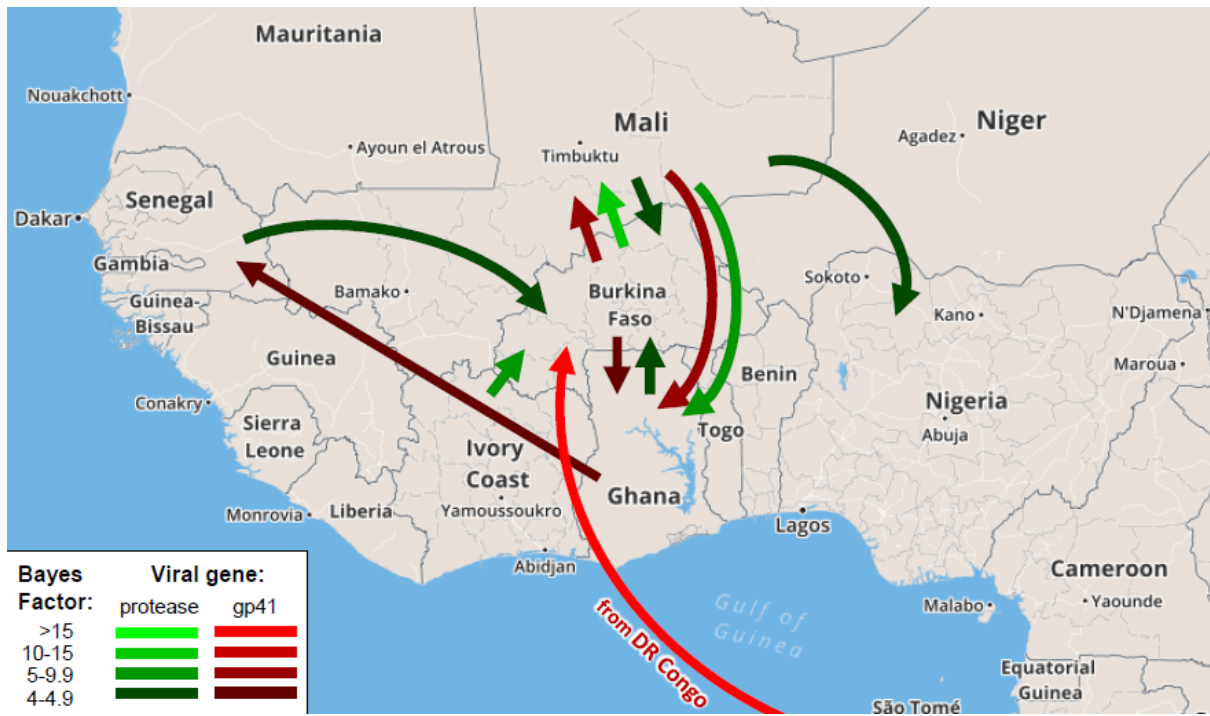 Mauritania
Nouakchott
Mali
Niger
Agadez
Ayoun el Atrous
Timbuktu
Senegal
Dakar
Gambia
Sokoto
Bamako
Burkina
Faso
Kano
N'Djamena
Guinea-
Bissau
Guinea
Maroua
Benin
Conakry
Nigeria
Sierra
Leone
Togo
Abuja
Ivory
Coast
Ghana
Yamoussoukro
Monrovia
Liberia
Lagos
Abidjan
Cameroon
Malabo
Yaounde
Gulf of
Guinea
from DR Congo
Equatorial
Guinea
São Tomé
Bayes
Factor:
Viral gene:
protease gp41
>15
10-15
5-9.9
4-4.9